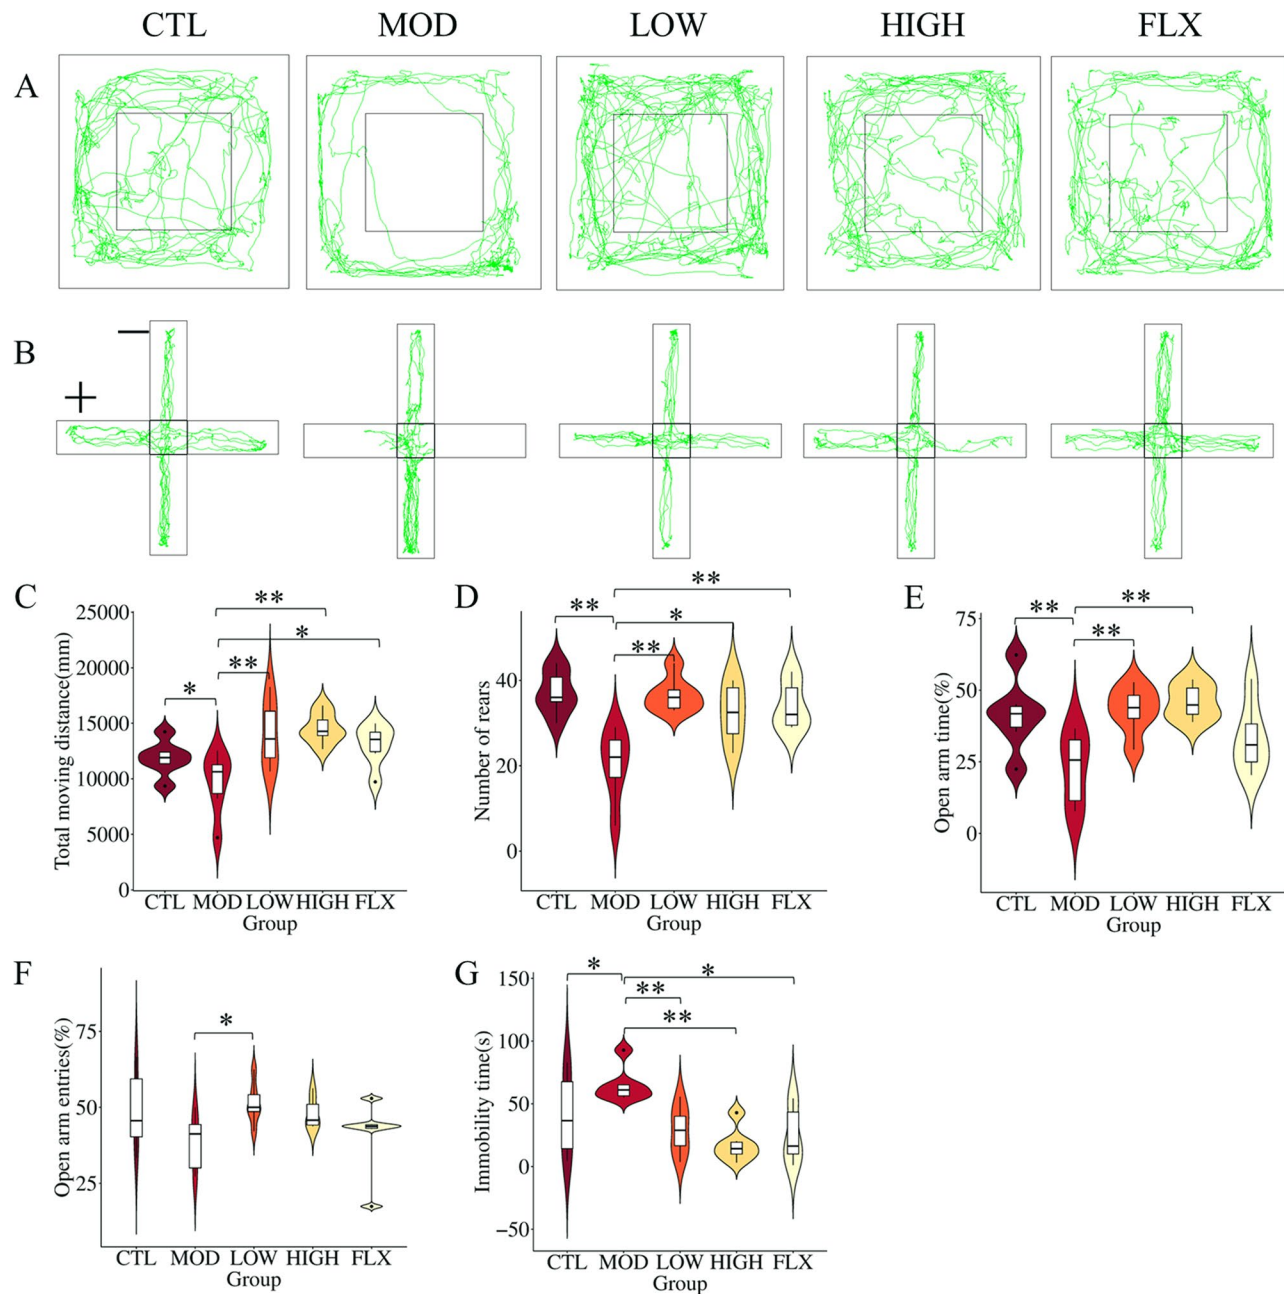 CTL MOD LOW HIGH FLX
A
B
−
+
C
Total moving distance(mm)
25000
20000
15000
10000
5000
0
**
*
**
*
CTL MOD LOW HIGH FLX
Group
D
Number of rears
40
20
0
**
**
*
**
CTL MOD LOW HIGH FLX
Group
E
Open arm time(%)
75
50
25
0
**
**
**
CTL MOD LOW HIGH FLX
Group
F
Open arm entries(%)
75
50
25
*
CTL MOD LOW HIGH FLX
Group
G
Immobility time(s)
150
100
50
0
−50
*
*
**
**
CTL MOD LOW HIGH FLX
Group